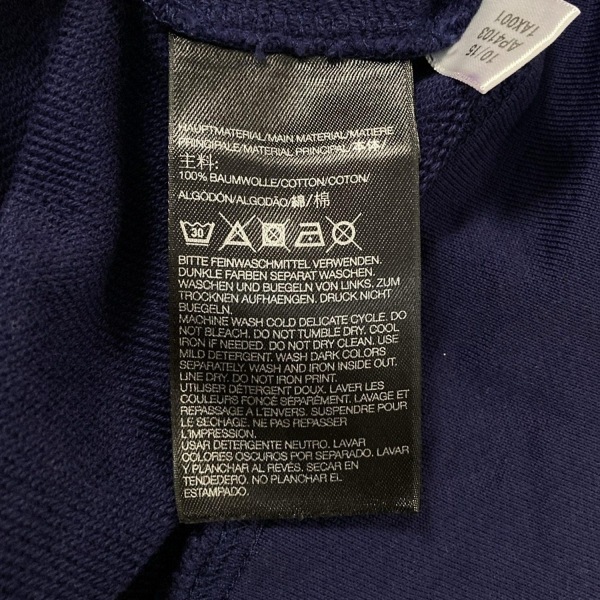 10/15
AP4103
1AX001
HAUPTMATERIAL/MAIN MATERIAL/MATIERE
PRINCIPALE/MATERIAL PRINCIPAL/本体/
主料:
100% BAUMWOLLE/COTTON/COTON/
ALGODÓN/ALGODÃO/綿/棉
30
BITTE FEINWASCHMITTEL VERWENDEN.
DUNKLE FARBEN SEPARAT WASCHEN.
WASCHEN UND BUEGELN VON LINKS. ZUM
TROCKNEN AUFHAENGEN. DRUCK NICHT
BUEGELN.
MACHINE WASH COLD DELICATE CYCLE. DO
NOT BLEACH. DO NOT TUMBLE DRY. COOL
IRON IF NEEDED. DO NOT DRY CLEAN. USE
MILD DETERGENT. WASH DARK COLORS
SEPARATELY. WASH AND IRON INSIDE OUT.
LINE DRY. DO NOT IRON PRINT.
UTILISER DÉTERGENT DOUX. LAVER LES
COULEURS FONCÉ SÉPARÉMENT. LAVAGE ET
REPASSAGE A L'ENVERS. SUSPENDRE POUR
LE SECHAGE. NE PAS REPASSER
L'IMPRESSION.
USAR DETERGENTE NEUTRO. LAVAR
COLORES OSCUROS POR SEPARADO. LAVAR
Y PLANCHAR AL REVÉS. SECAR EN
TENDEDERO. NO PLANCHAR EL
ESTAMPADO.